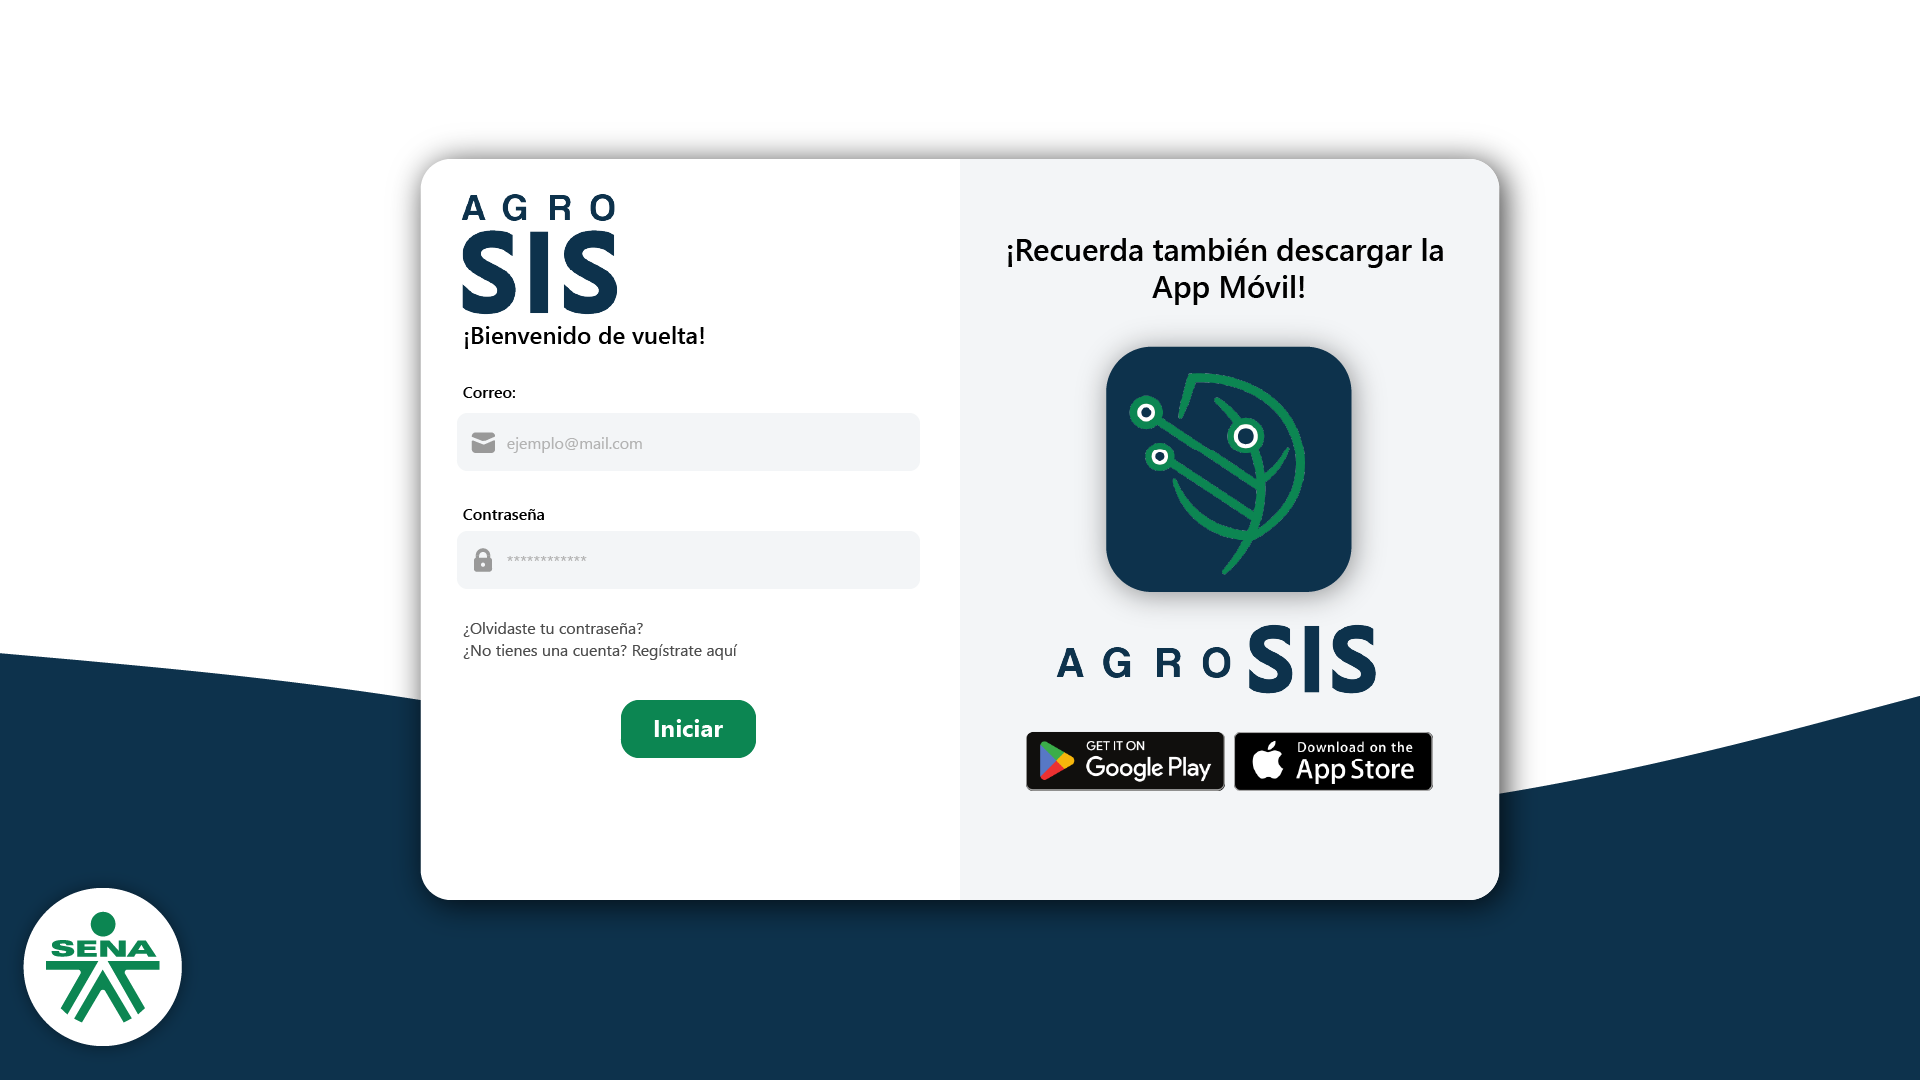 AGRO
SIS
¡Bienvenido de vuelta!
Correo:
ejemplo@mail.com
Contraseña
************
¿Olvidaste tu contraseña?
¿No tienes una cuenta? Regístrate aquí
Iniciar
¡Recuerda también descargar la
App Móvil!
AGRO SIS
GET IT ON
Google Play
Download on the
App Store
SENA